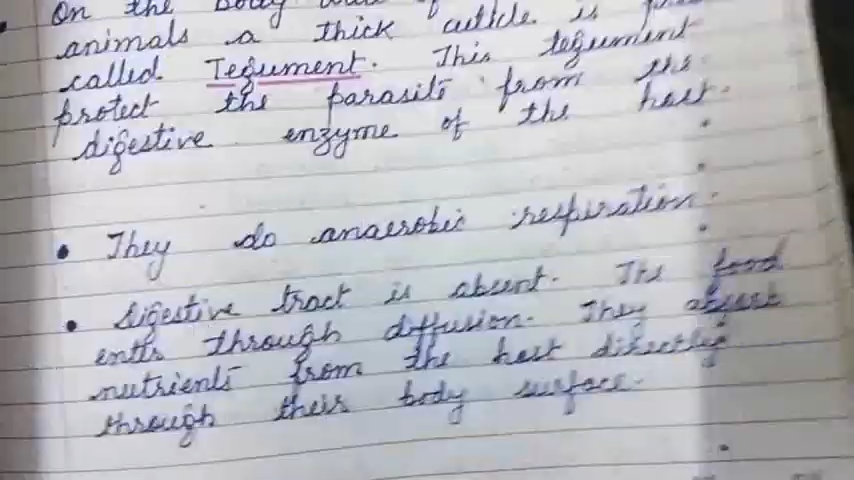 On the body wall of
animals a thick cuticle is
called Tegument. This tegument
protect the parasite from the
digestive enzyme of the host.
• They do anaerobic respiration.
• Digestive tract is absent. The food
enter through diffusion. They absorb
nutrients from the host directly
through their body surface.